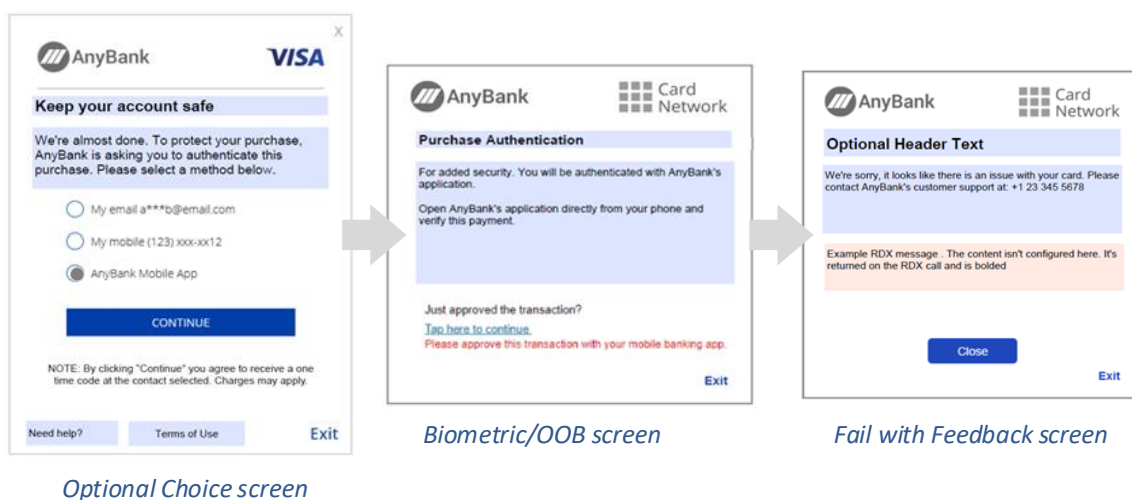 X
AnyBank
VISA
Keep your account safe
We're almost done. To protect your purchase,
AnyBank is asking you to authenticate this
purchase. Please select a method below.
My email a***b@email.com
My mobile (123) xxx-xx12
AnyBank Mobile App
CONTINUE
NOTE: By clicking "Continue" you agree to receive a one
time code at the contact selected. Charges may apply.
Need help?
Terms of Use
Exit
Optional Choice screen
AnyBank
Card
Network
Purchase Authentication
For added security. You will be authenticated with AnyBank's
application.
Open AnyBank's application directly from your phone and
verify this payment.
Just approved the transaction?
Tap here to continue.
Please approve this transaction with your mobile banking app.
Exit
Biometric/OOB screen
AnyBank
Card
Network
Optional Header Text
We're sorry, it looks like there is an issue with your card. Please
contact AnyBank's customer support at: +1 23 345 5678
Example RDX message . The content isn't configured here. It's
returned on the RDX call and is bolded
Close
Exit
Fail with Feedback screen